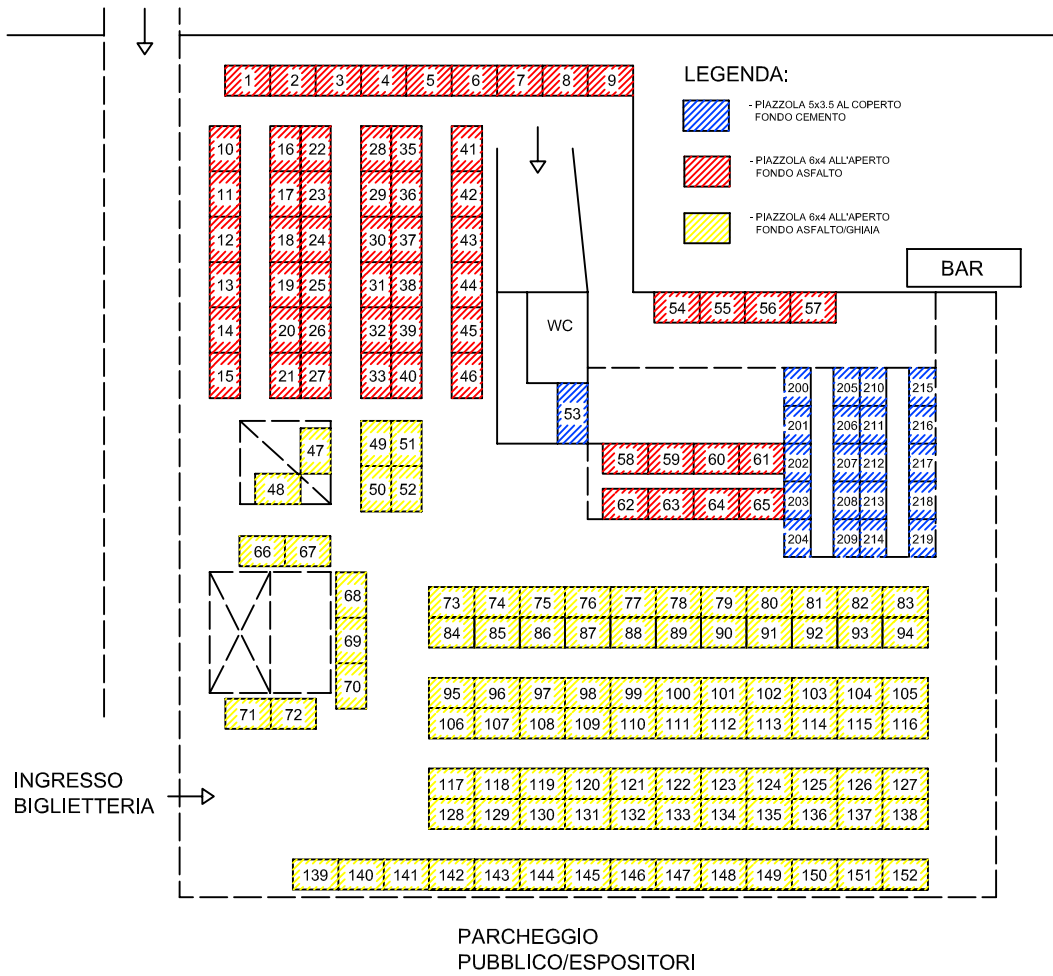 1 2 3 4 5 6 7 8 9
LEGENDA:
- PIAZZOLA 5x3.5 AL COPERTO
FONDO CEMENTO
- PIAZZOLA 6x4 ALL'APERTO
FONDO ASFALTO
- PIAZZOLA 6x4 ALL'APERTO
FONDO ASFALTO/GHIAIA
10 16 22 28 35 41
11 17 23 29 36 42
12 18 24 30 37 43
13 19 25 31 38 44
14 20 26 32 39 45
15 21 27 33 40 46
BAR
54 55 56 57
WC
53
200 205 210 215
201 206 211 216
202 207 212 217
203 208 213 218
204 209 214 219
58 59 60 61
62 63 64 65
47 49 51
48 50 52
66 67
68
69
70
71 72
73 74 75 76 77 78 79 80 81 82 83
84 85 86 87 88 89 90 91 92 93 94
95 96 97 98 99 100 101 102 103 104 105
106 107 108 109 110 111 112 113 114 115 116
INGRESSO
BIGLIETTERIA
117 118 119 120 121 122 123 124 125 126 127
128 129 130 131 132 133 134 135 136 137 138
139 140 141 142 143 144 145 146 147 148 149 150 151 152
PARCHEGGIO
PUBBLICO/ESPOSITORI